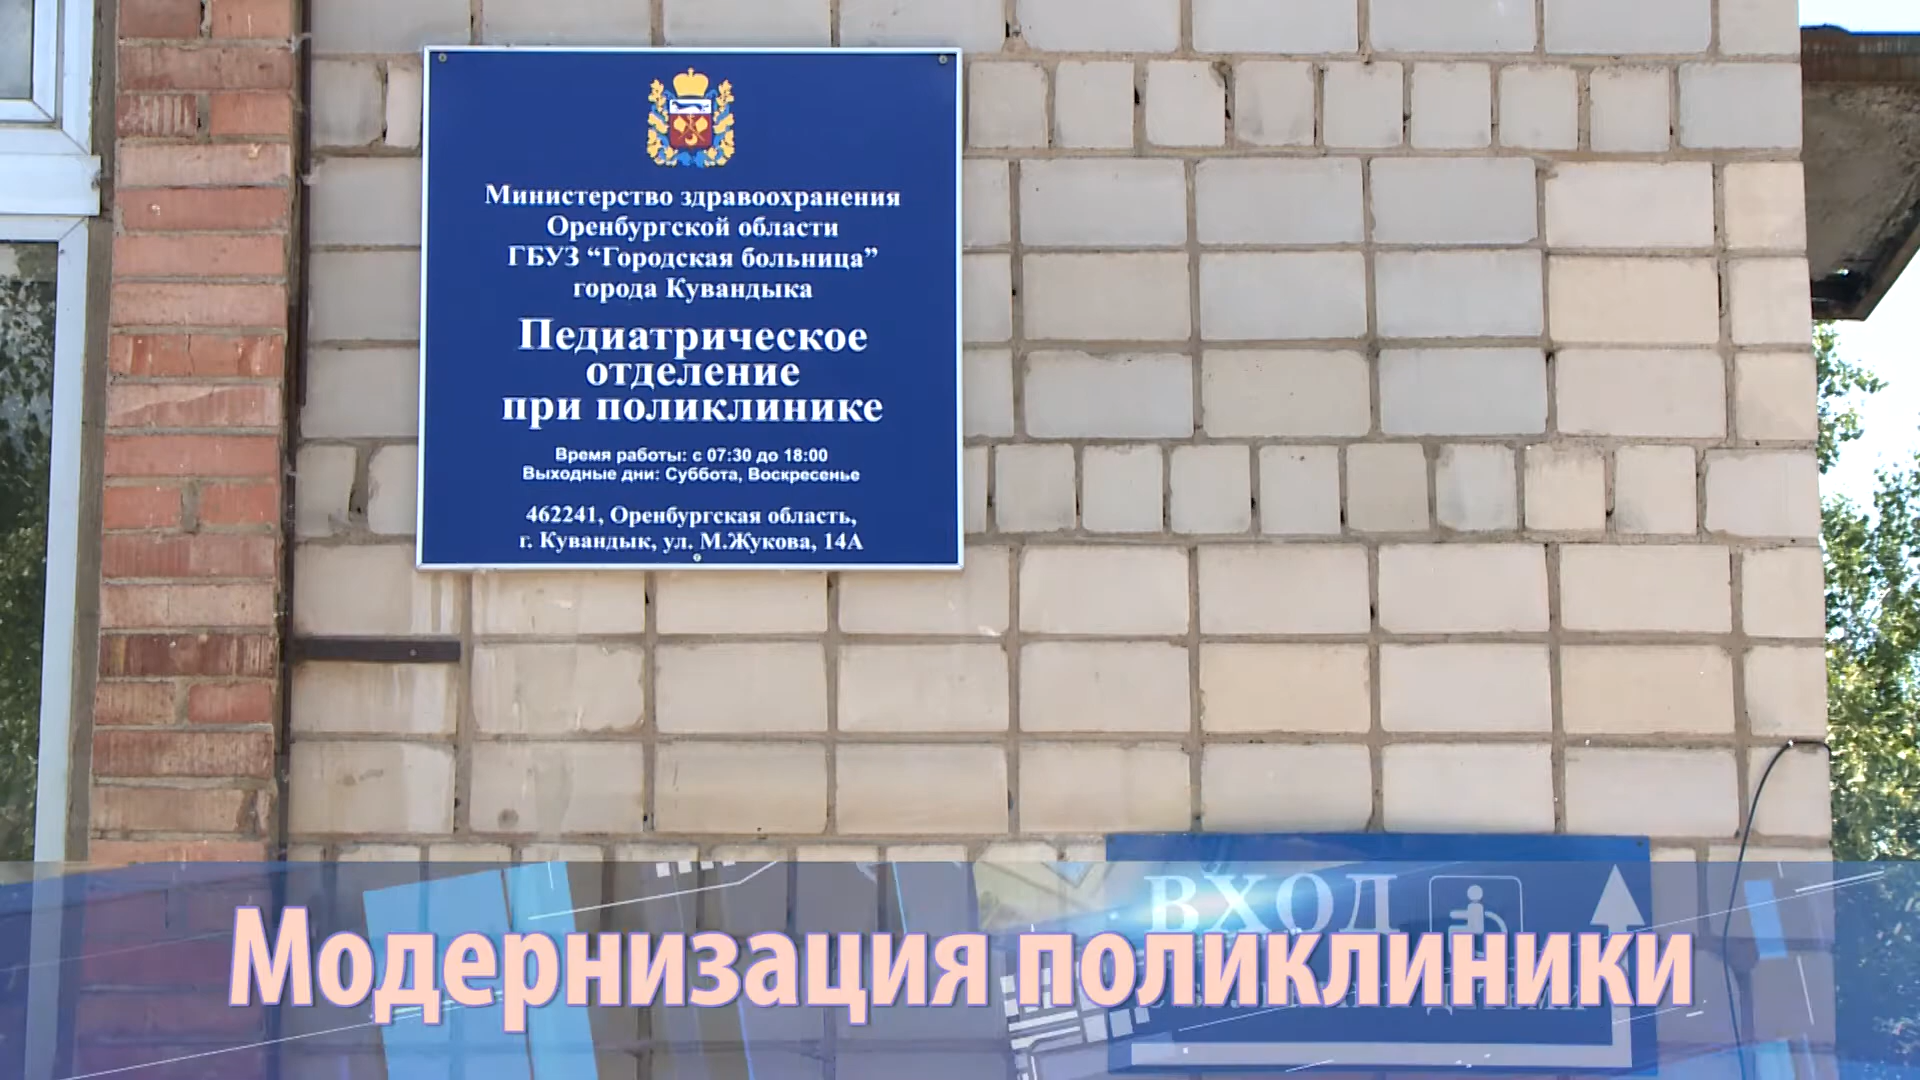 Министерство здравоохранения
Оренбургской области
ГБУЗ “Городская больница”
города Кувандыка
Педиатрическое
отделение
при поликлинике
Время работы: с 07:30 до 18:00
Выходные дни: Суббота, Воскресенье
462241, Оренбургская область,
г. Кувандык, ул. М.Жукова, 14А
ВХОД
Модернизация поликлиники